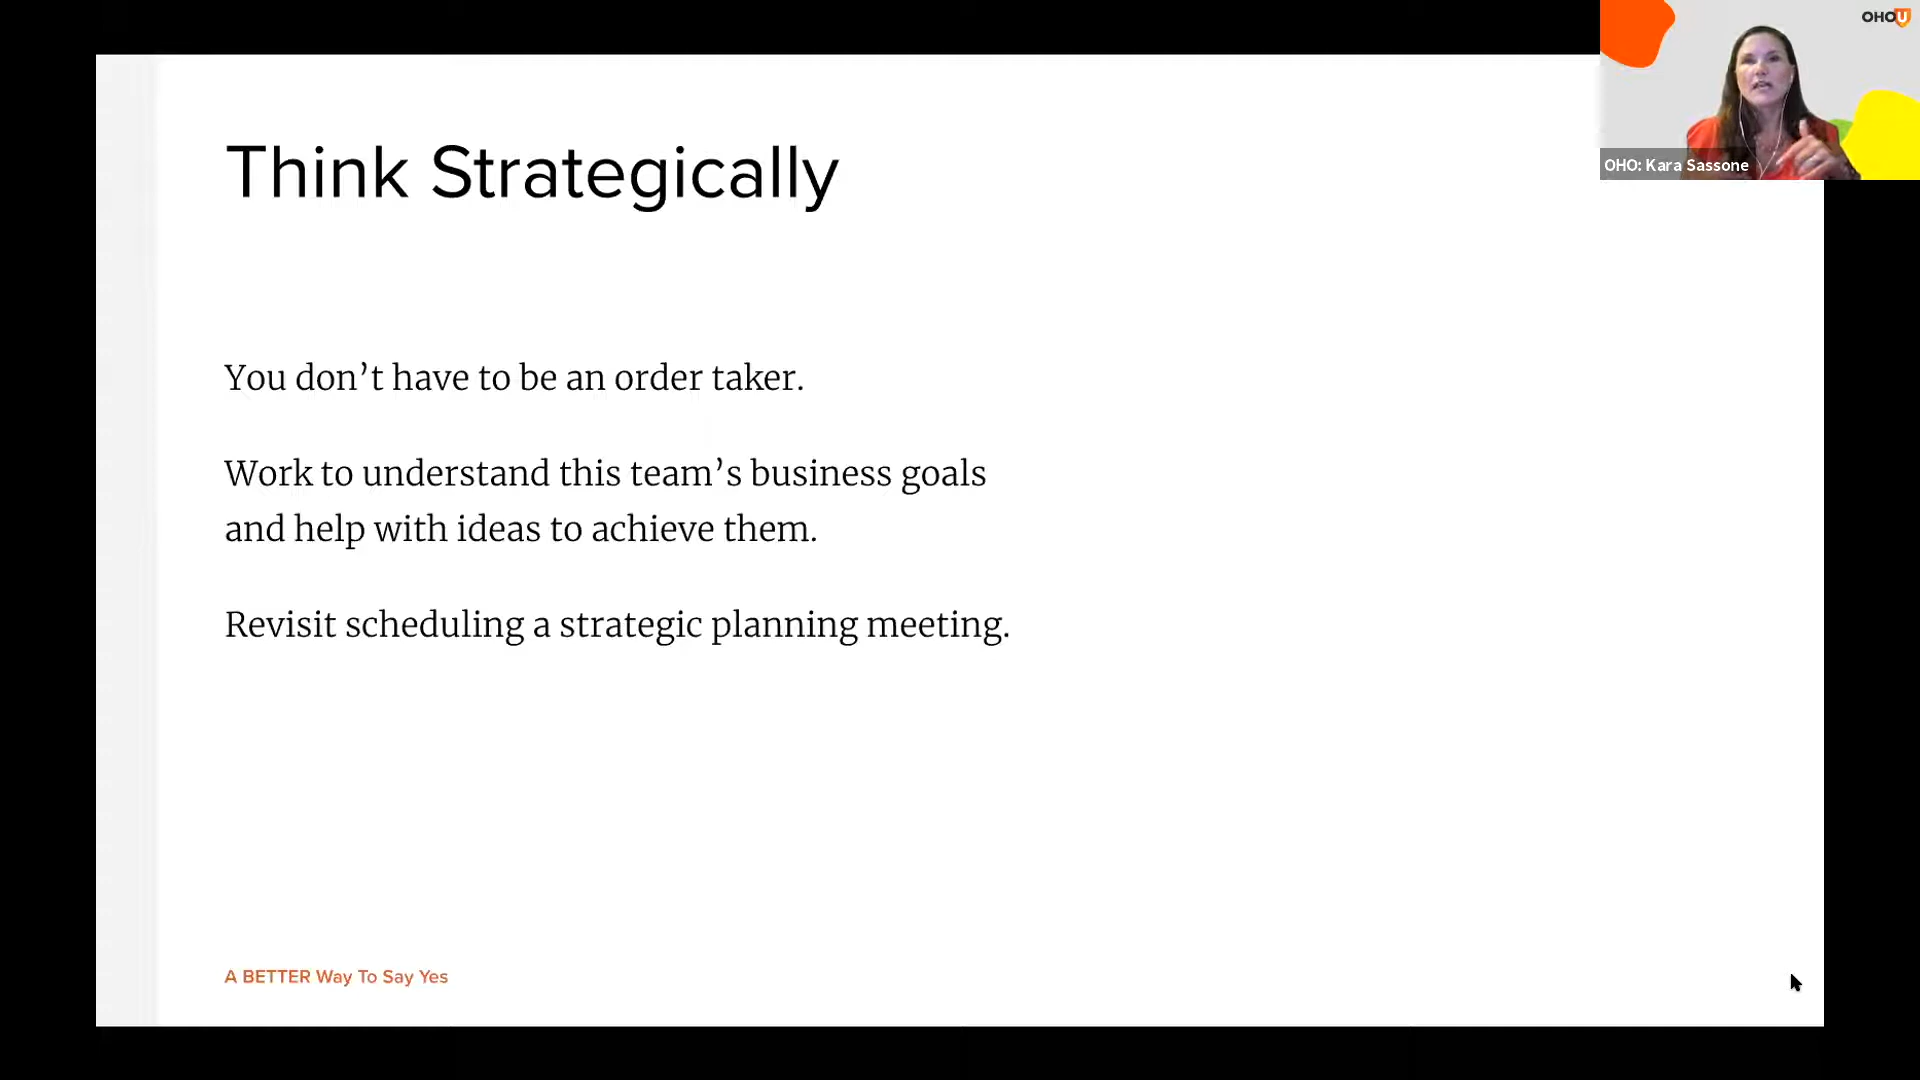 OHOU
OHO: Kara Sassone
Think Strategically
You don’t have to be an order taker.
Work to understand this team’s business goals
and help with ideas to achieve them.
Revisit scheduling a strategic planning meeting.
A BETTER Way To Say Yes